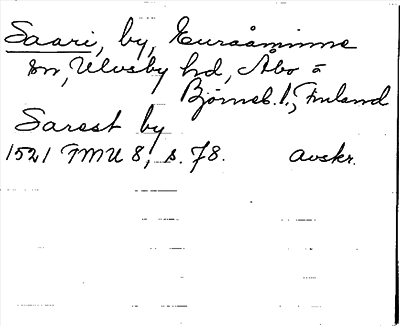 Saari, by, Euraåminne
sn, Ulvsby hd, Åbo o
Björneb. l., Finland
Sarest by
1521 FMU 8, s. 78. avskr.